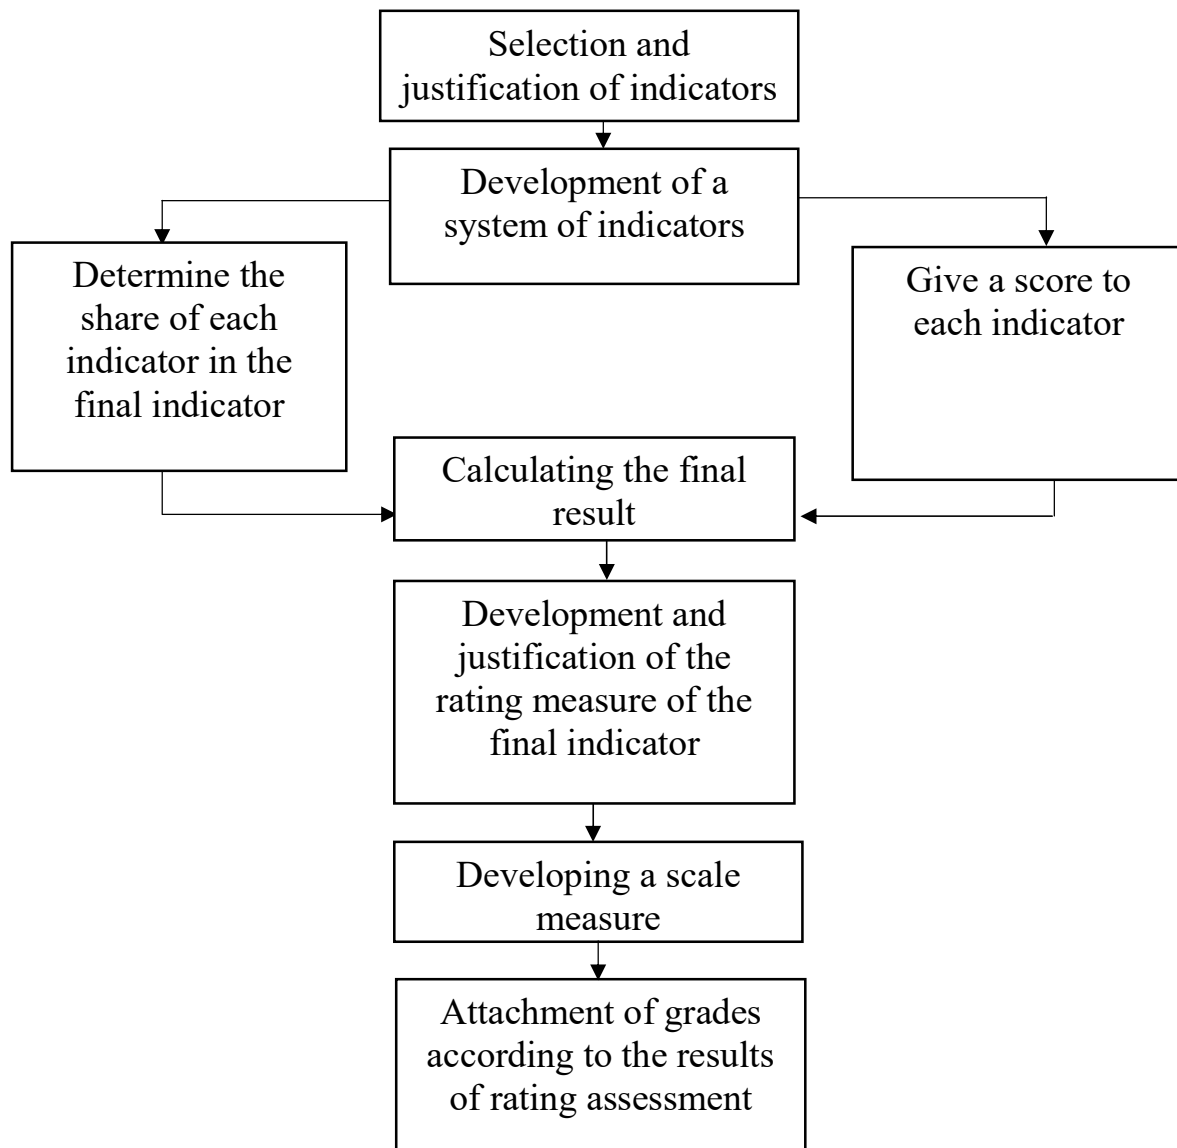 Selection and
justification of indicators
Development of a
system of indicators
Determine the
share of each
indicator in the
final indicator
Give a score to
each indicator
Calculating the final
result
Development and
justification of the
rating measure of the
final indicator
Developing a scale
measure
Attachment of grades
according to the results
of rating assessment